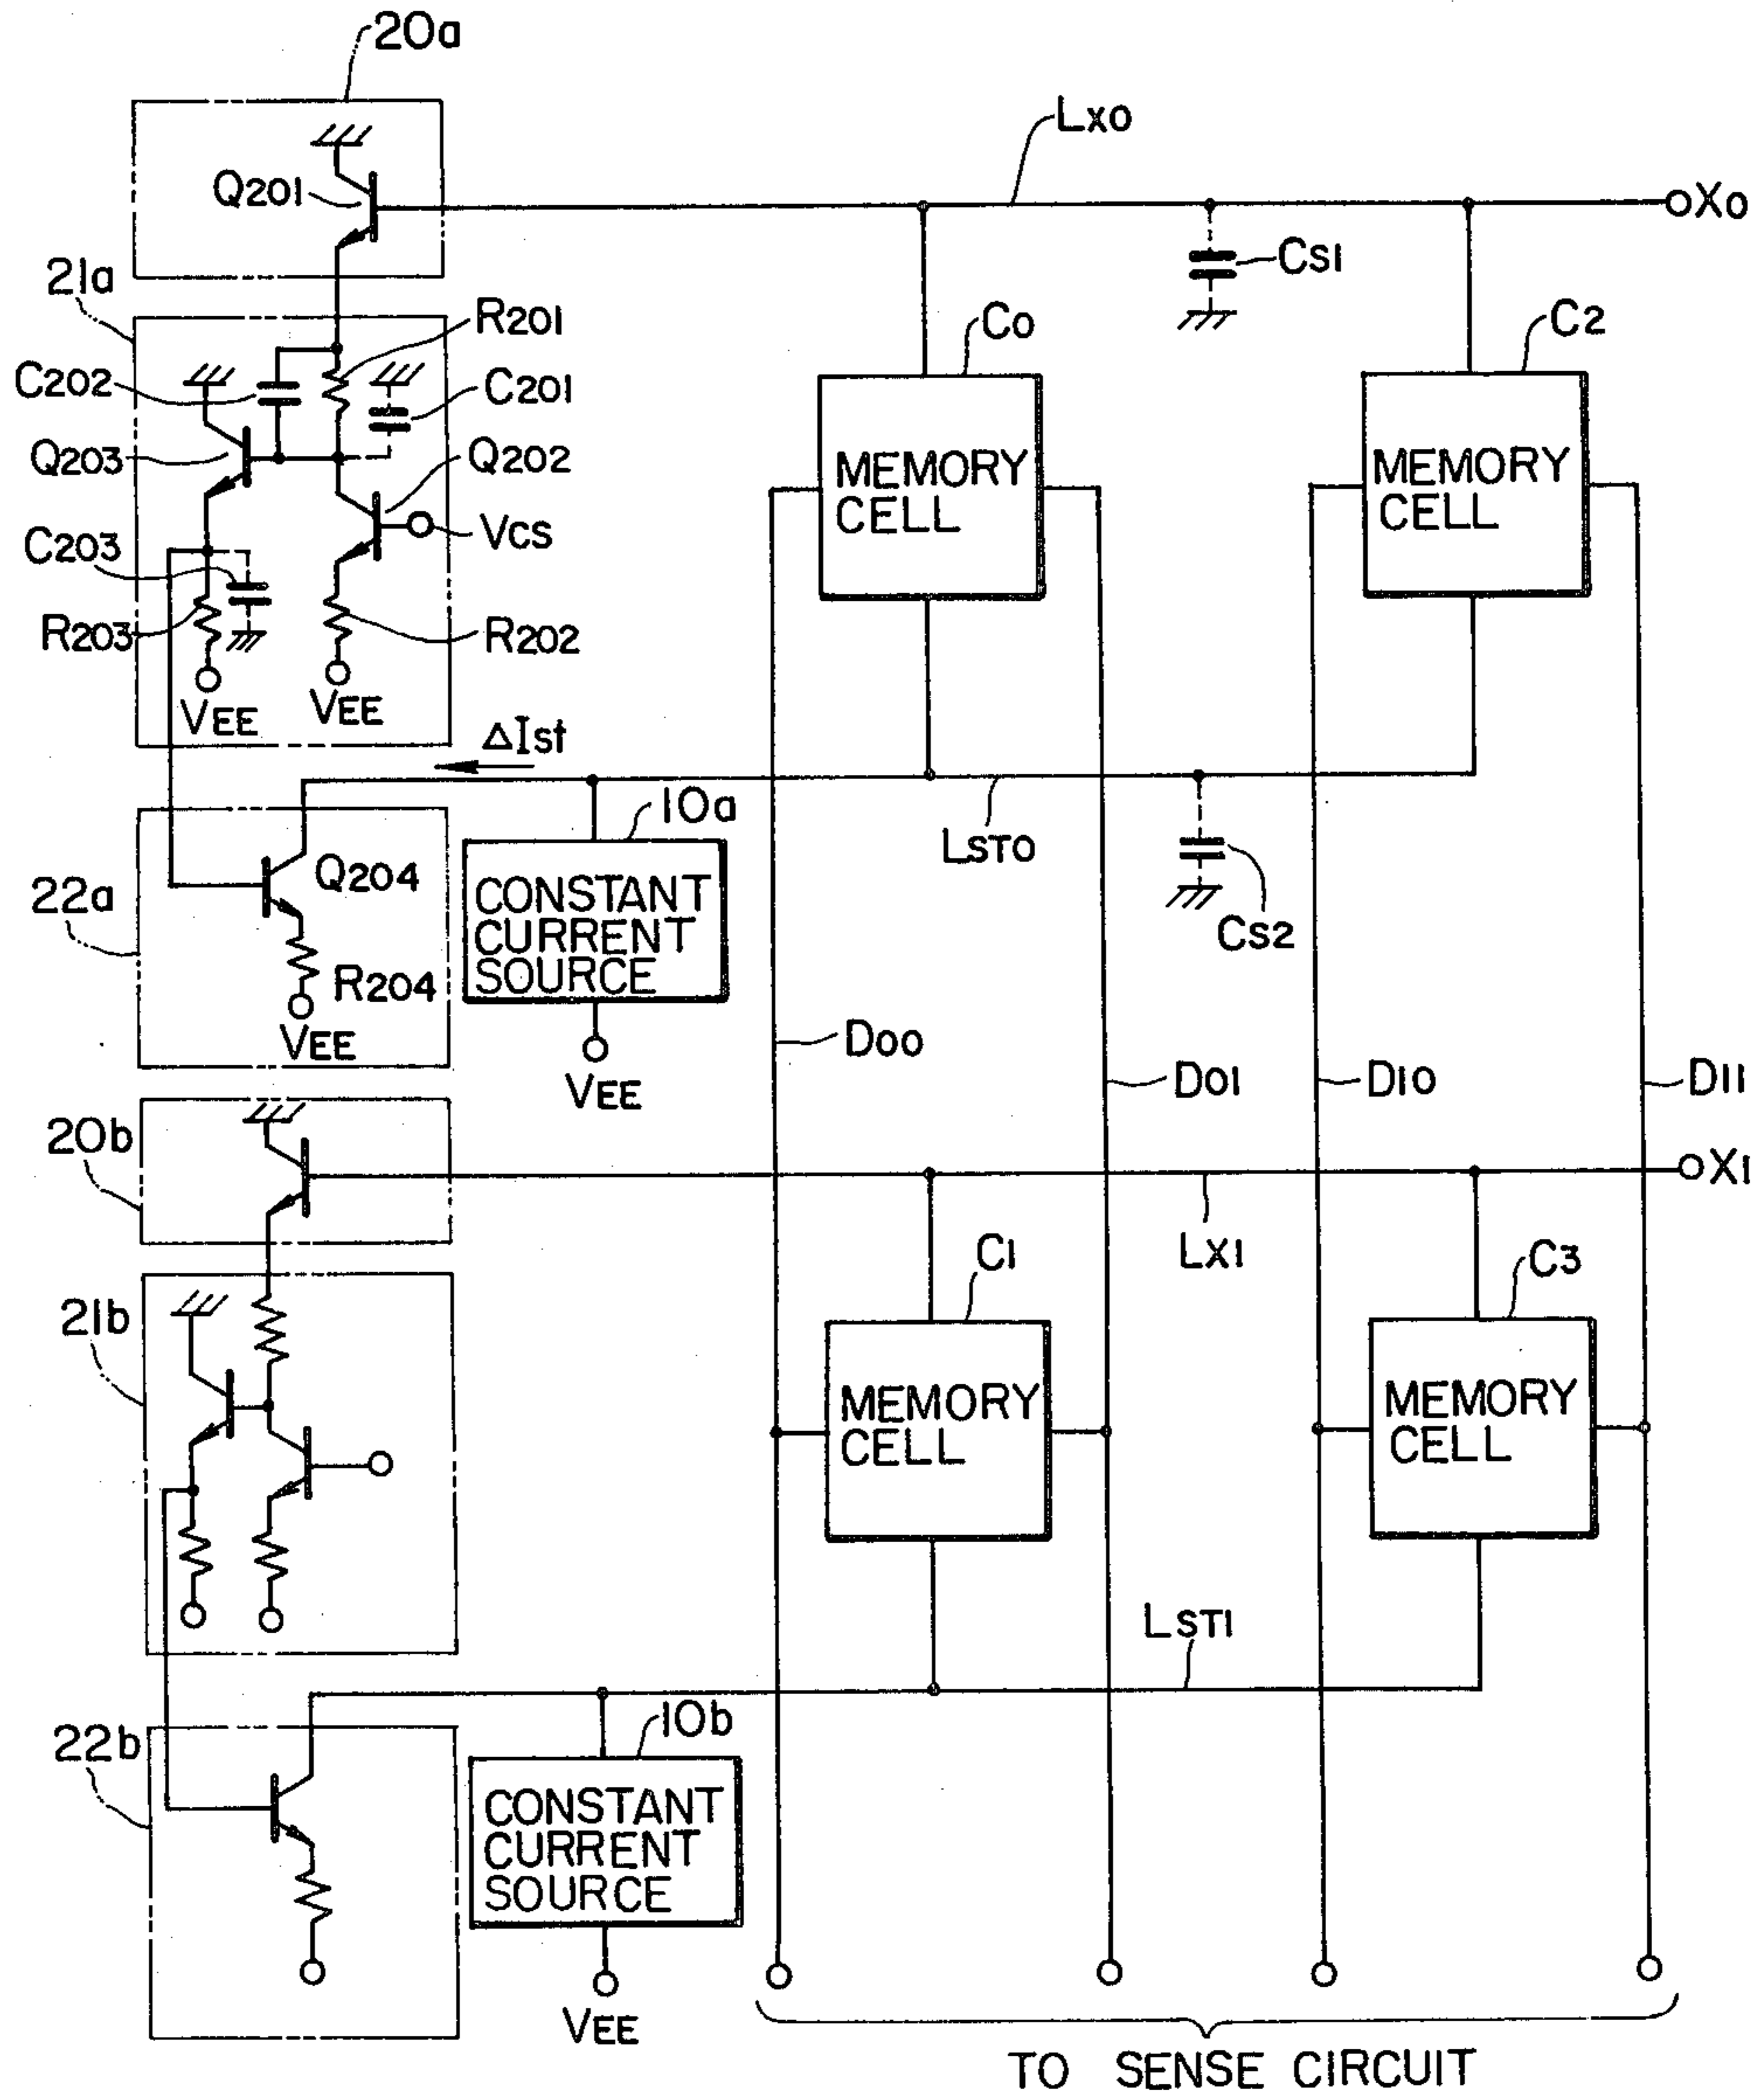 20a
Lx0
Q201
X0
Cs1
21a
R201
C0
C2
C202
C201
Q203
Q202
MEMORY
CELL
MEMORY
CELL
Vcs
C203
R203
R202
VEE
VEE
ΔIst
10a
LST0
Q204
22a
CONSTANT
CURRENT
SOURCE
Cs2
R204
VEE
D00
VEE
D01
D10
D11
20b
X1
Lx1
C1
C3
21b
MEMORY
CELL
MEMORY
CELL
LST1
10b
22b
CONSTANT
CURRENT
SOURCE
VEE
TO SENSE CIRCUIT